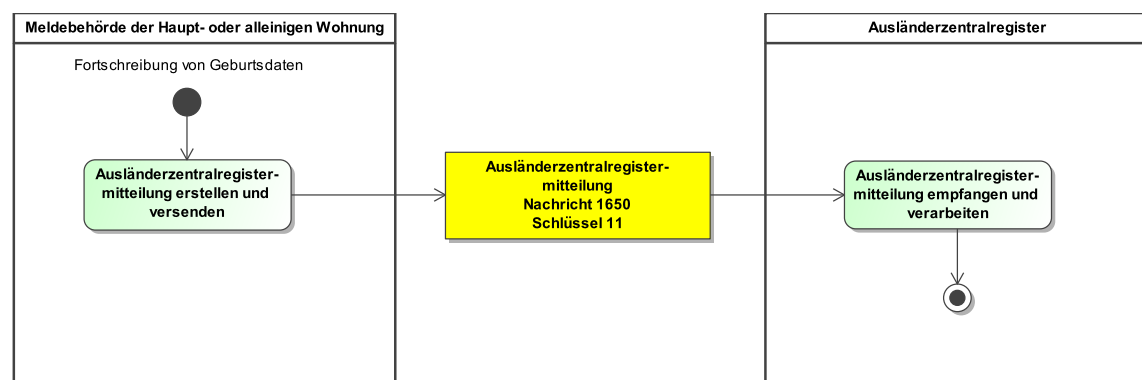 Meldebehörde der Haupt- oder alleinigen Wohnung
Ausländerzentralregister
Fortschreibung von Geburtsdaten
Ausländerzentralregister-
mitteilung erstellen und
versenden
Ausländerzentralregister-
mitteilung
Nachricht 1650
Schlüssel 11
Ausländerzentralregister-
mitteilung empfangen und
verarbeiten